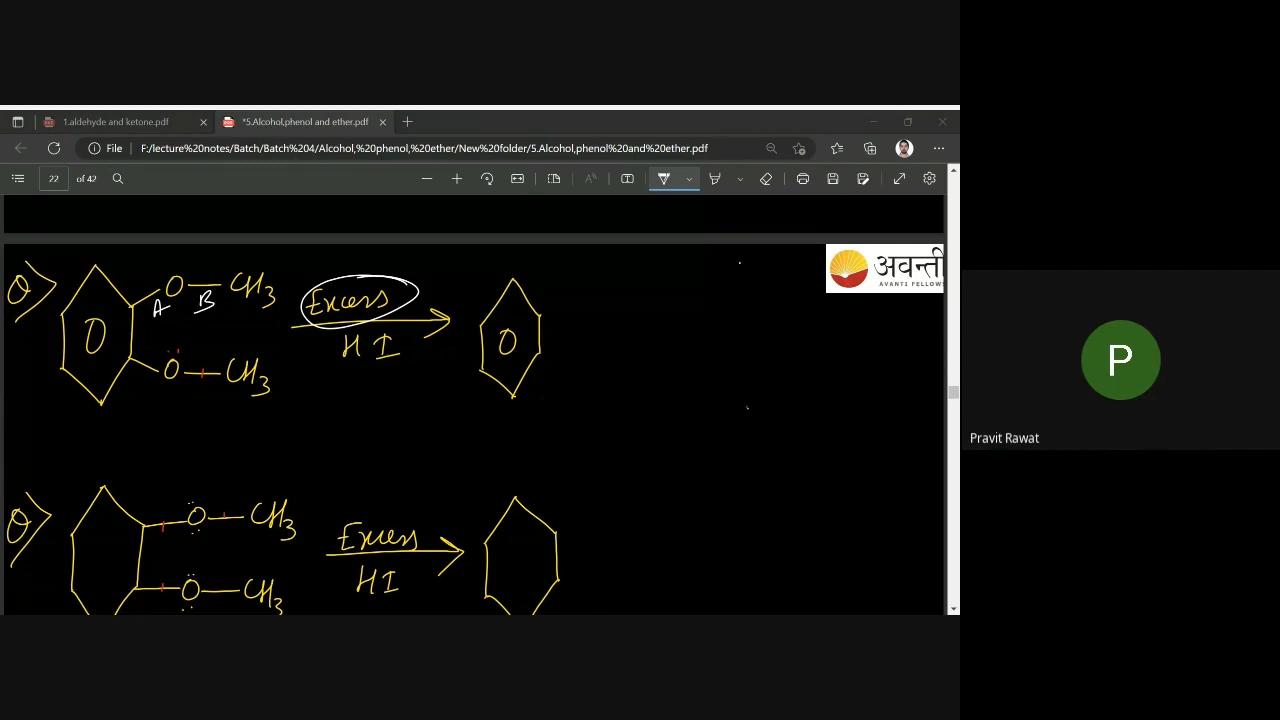 1.aldehyde and ketone.pdf
*5.Alcohol,phenol and ether.pdf
File
F:/lecture%20notes/Batch/Batch%204/Alcohol,%20phenol,%20ether/New%20folder/5.Alcohol,phenol%20and%20ether.pdf
22 of 42
अवन्ती
AVANTI FELLOWS
Q> O — CH3 Excess
A B HI
O — CH3
Q> O — CH3 Excess
HI
O — CH3
P
Pravit Rawat